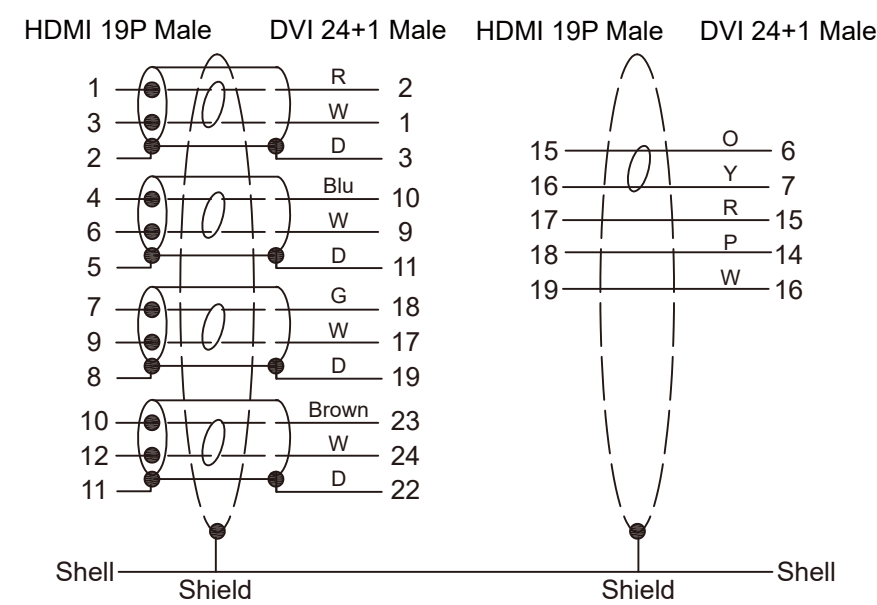 HDMI 19P Male DVI 24+1 Male HDMI 19P Male DVI 24+1 Male
1 R 2
3 W 1
2 D 3
4 Blu 10
6 W 9
5 D 11
7 G 18
9 W 17
8 D 19
10 Brown 23
12 W 24
11 D 22
15 O 6
16 Y 7
17 R 15
18 P 14
19 W 16
Shell Shell
Shield Shield